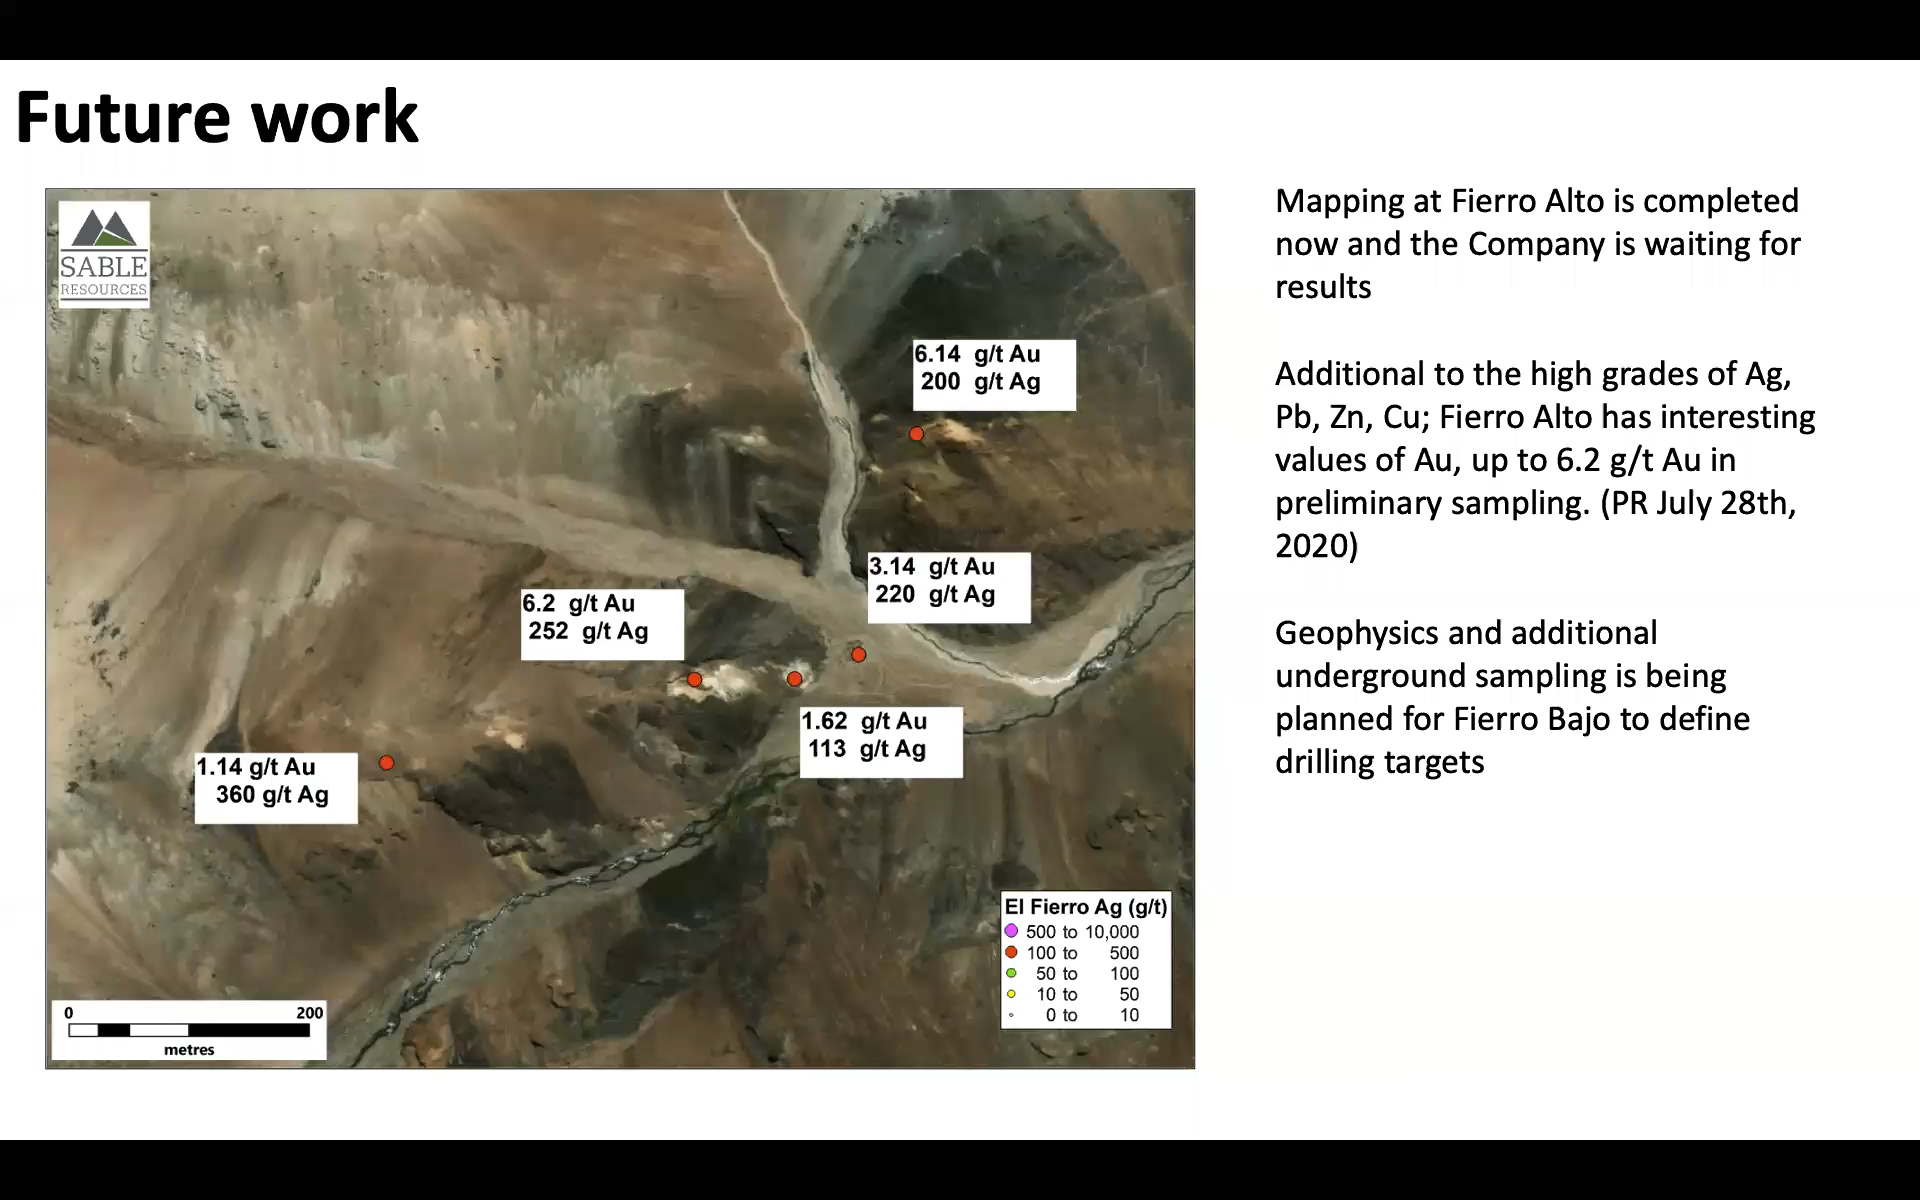 Future work
SABLE
RESOURCES
6.14 g/t Au
200 g/t Ag
3.14 g/t Au
220 g/t Ag
6.2 g/t Au
252 g/t Ag
1.62 g/t Au
113 g/t Ag
1.14 g/t Au
360 g/t Ag
El Fierro Ag (g/t)
500 to 10,000
100 to 500
50 to 100
10 to 50
0 to 10
0 200
metres
Mapping at Fierro Alto is completed
now and the Company is waiting for
results
Additional to the high grades of Ag,
Pb, Zn, Cu; Fierro Alto has interesting
values of Au, up to 6.2 g/t Au in
preliminary sampling. (PR July 28th,
2020)
Geophysics and additional
underground sampling is being
planned for Fierro Bajo to define
drilling targets